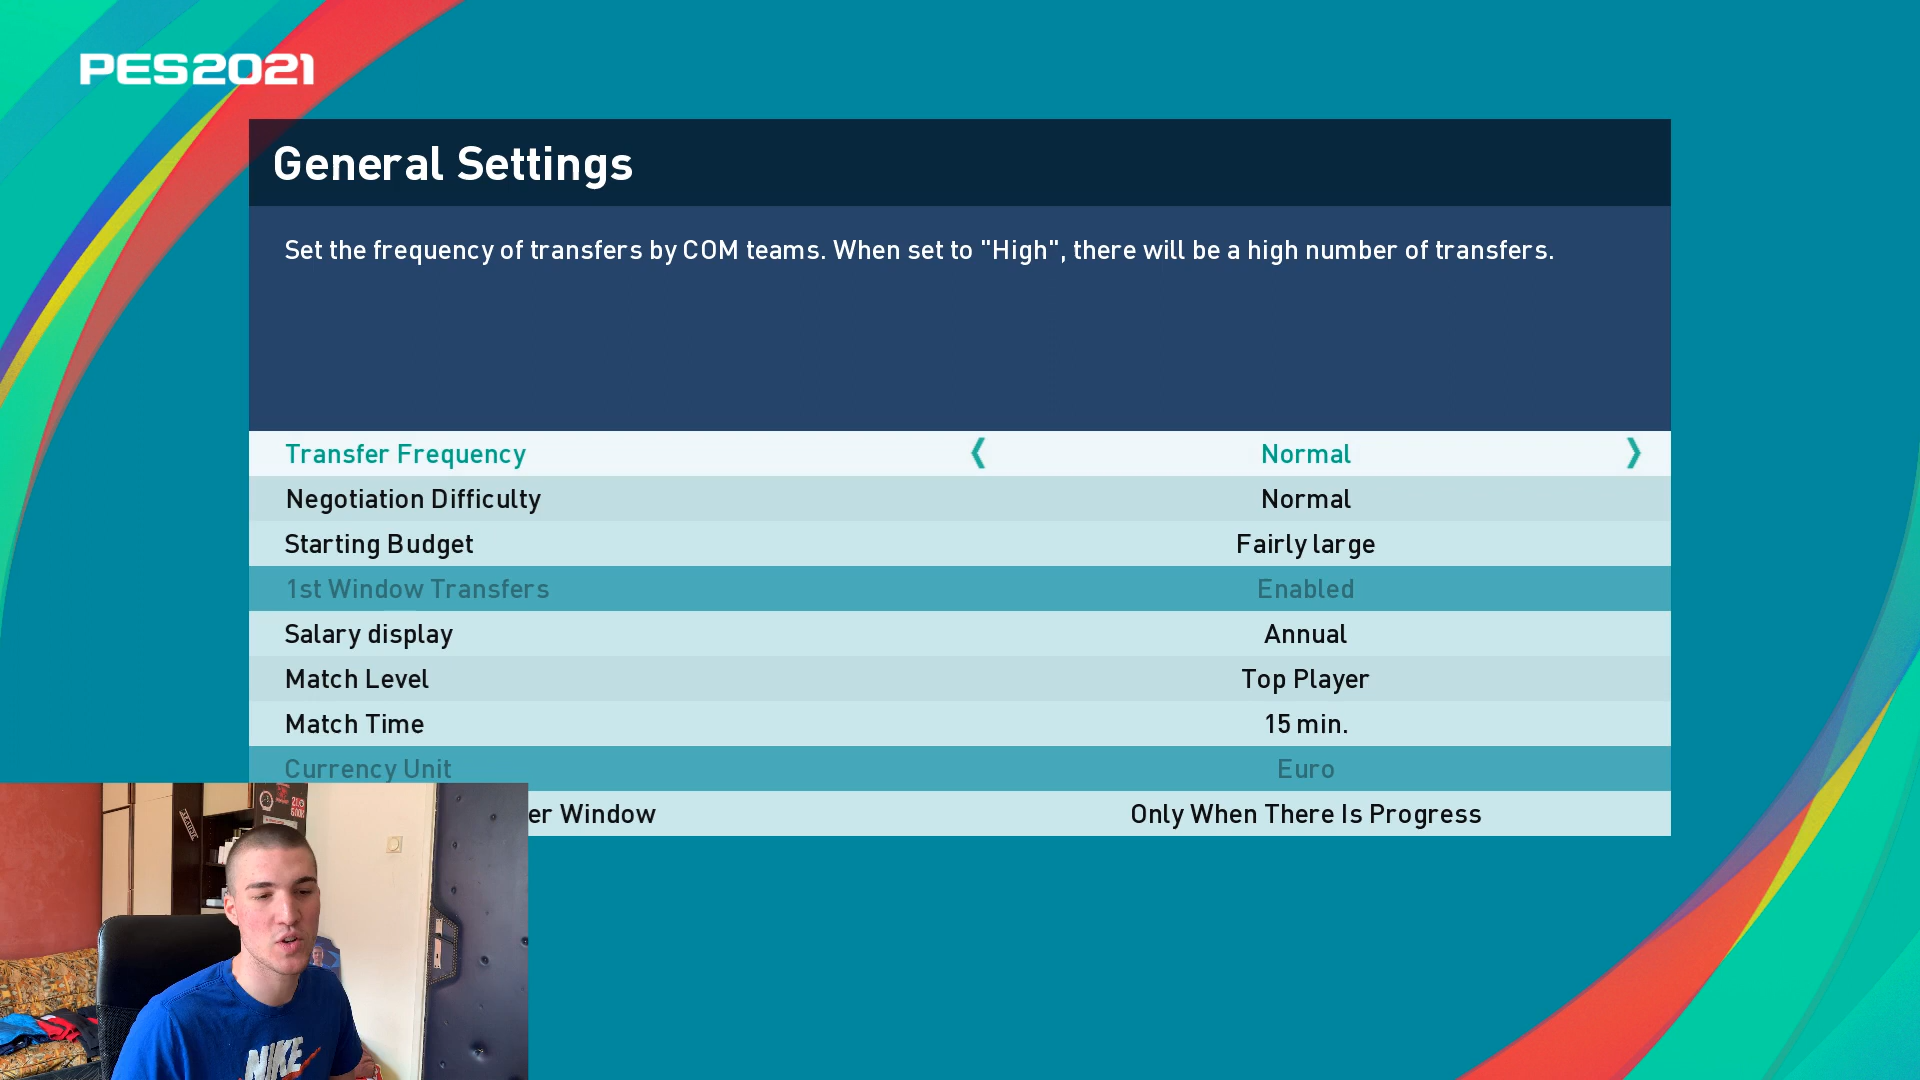 PES2021
General Settings
Set the frequency of transfers by COM teams. When set to "High", there will be a high number of transfers.
Transfer Frequency Normal
Negotiation Difficulty Normal
Starting Budget Fairly large
1st Window Transfers Enabled
Salary display Annual
Match Level Top Player
Match Time 15 min.
Currency Unit Euro
er Window Only When There Is Progress
NIKE